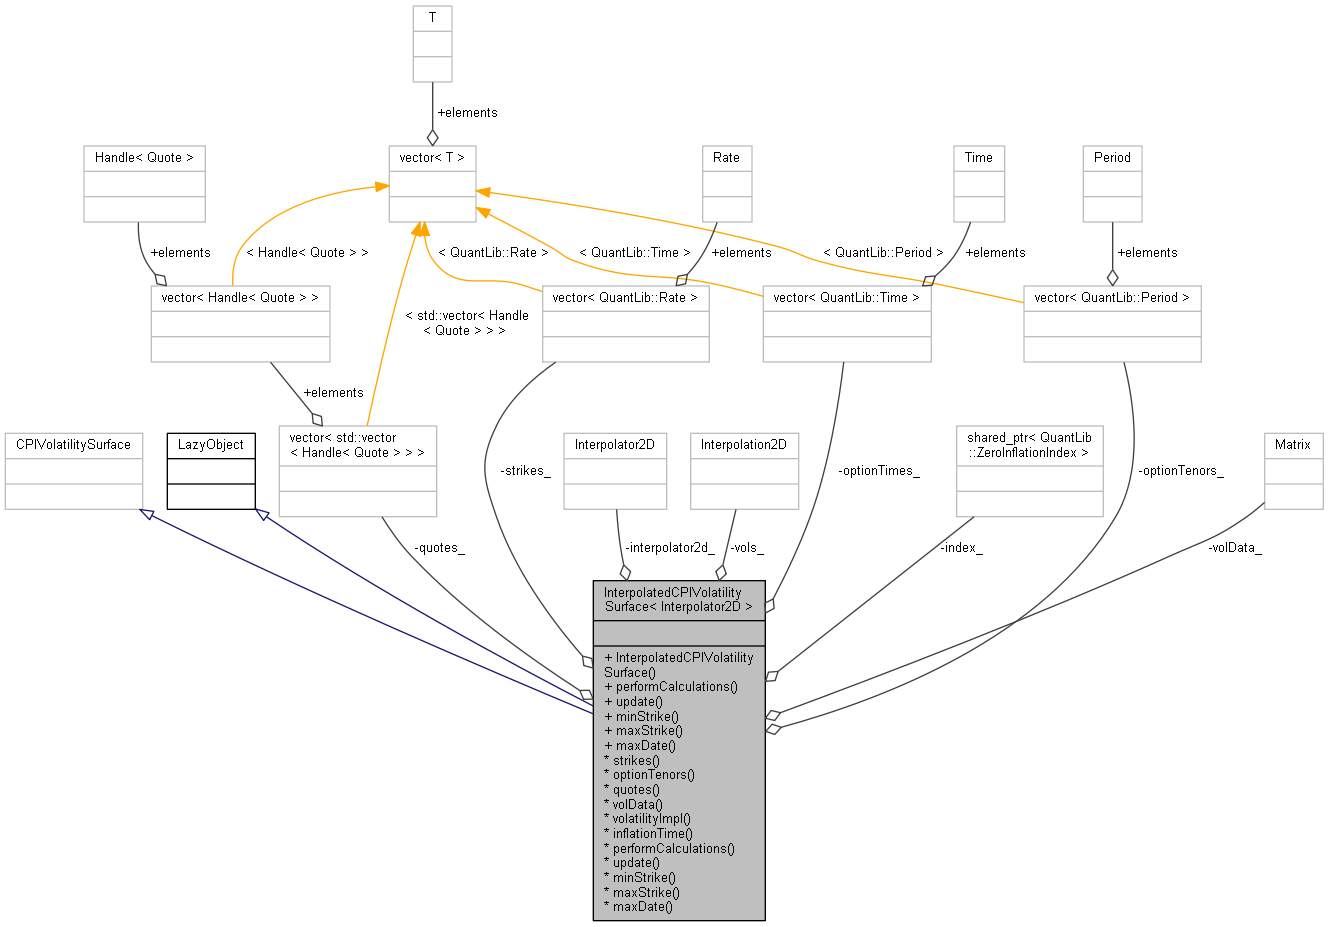 T
+elements
Handle< Quote >
vector< T >
Rate
Time
Period
+elements
< Handle< Quote > >
< QuantLib::Rate >
+elements
< QuantLib::Time >
< QuantLib::Period >
+elements
+elements
vector< Handle< Quote > >
vector< QuantLib::Rate >
vector< QuantLib::Time >
vector< QuantLib::Period >
< std::vector< Handle
< Quote > > >
+elements
CPIVolatilitySurface
LazyObject
vector< std::vector
< Handle< Quote > > >
-strikes_
Interpolator2D
Interpolation2D
-optionTimes_
shared_ptr< QuantLib
::ZeroInflationIndex >
-optionTenors_
Matrix
-quotes_
-interpolator2d_
-vols_
-index_
-volData_
InterpolatedCPIVolatility
Surface< Interpolator2D >
+ InterpolatedCPIVolatility
Surface()
+ performCalculations()
+ update()
+ minStrike()
+ maxStrike()
+ maxDate()
* strikes()
* optionTenors()
* quotes()
* volData()
* volatilityImpl()
* inflationTime()
* performCalculations()
* update()
* minStrike()
* maxStrike()
* maxDate()